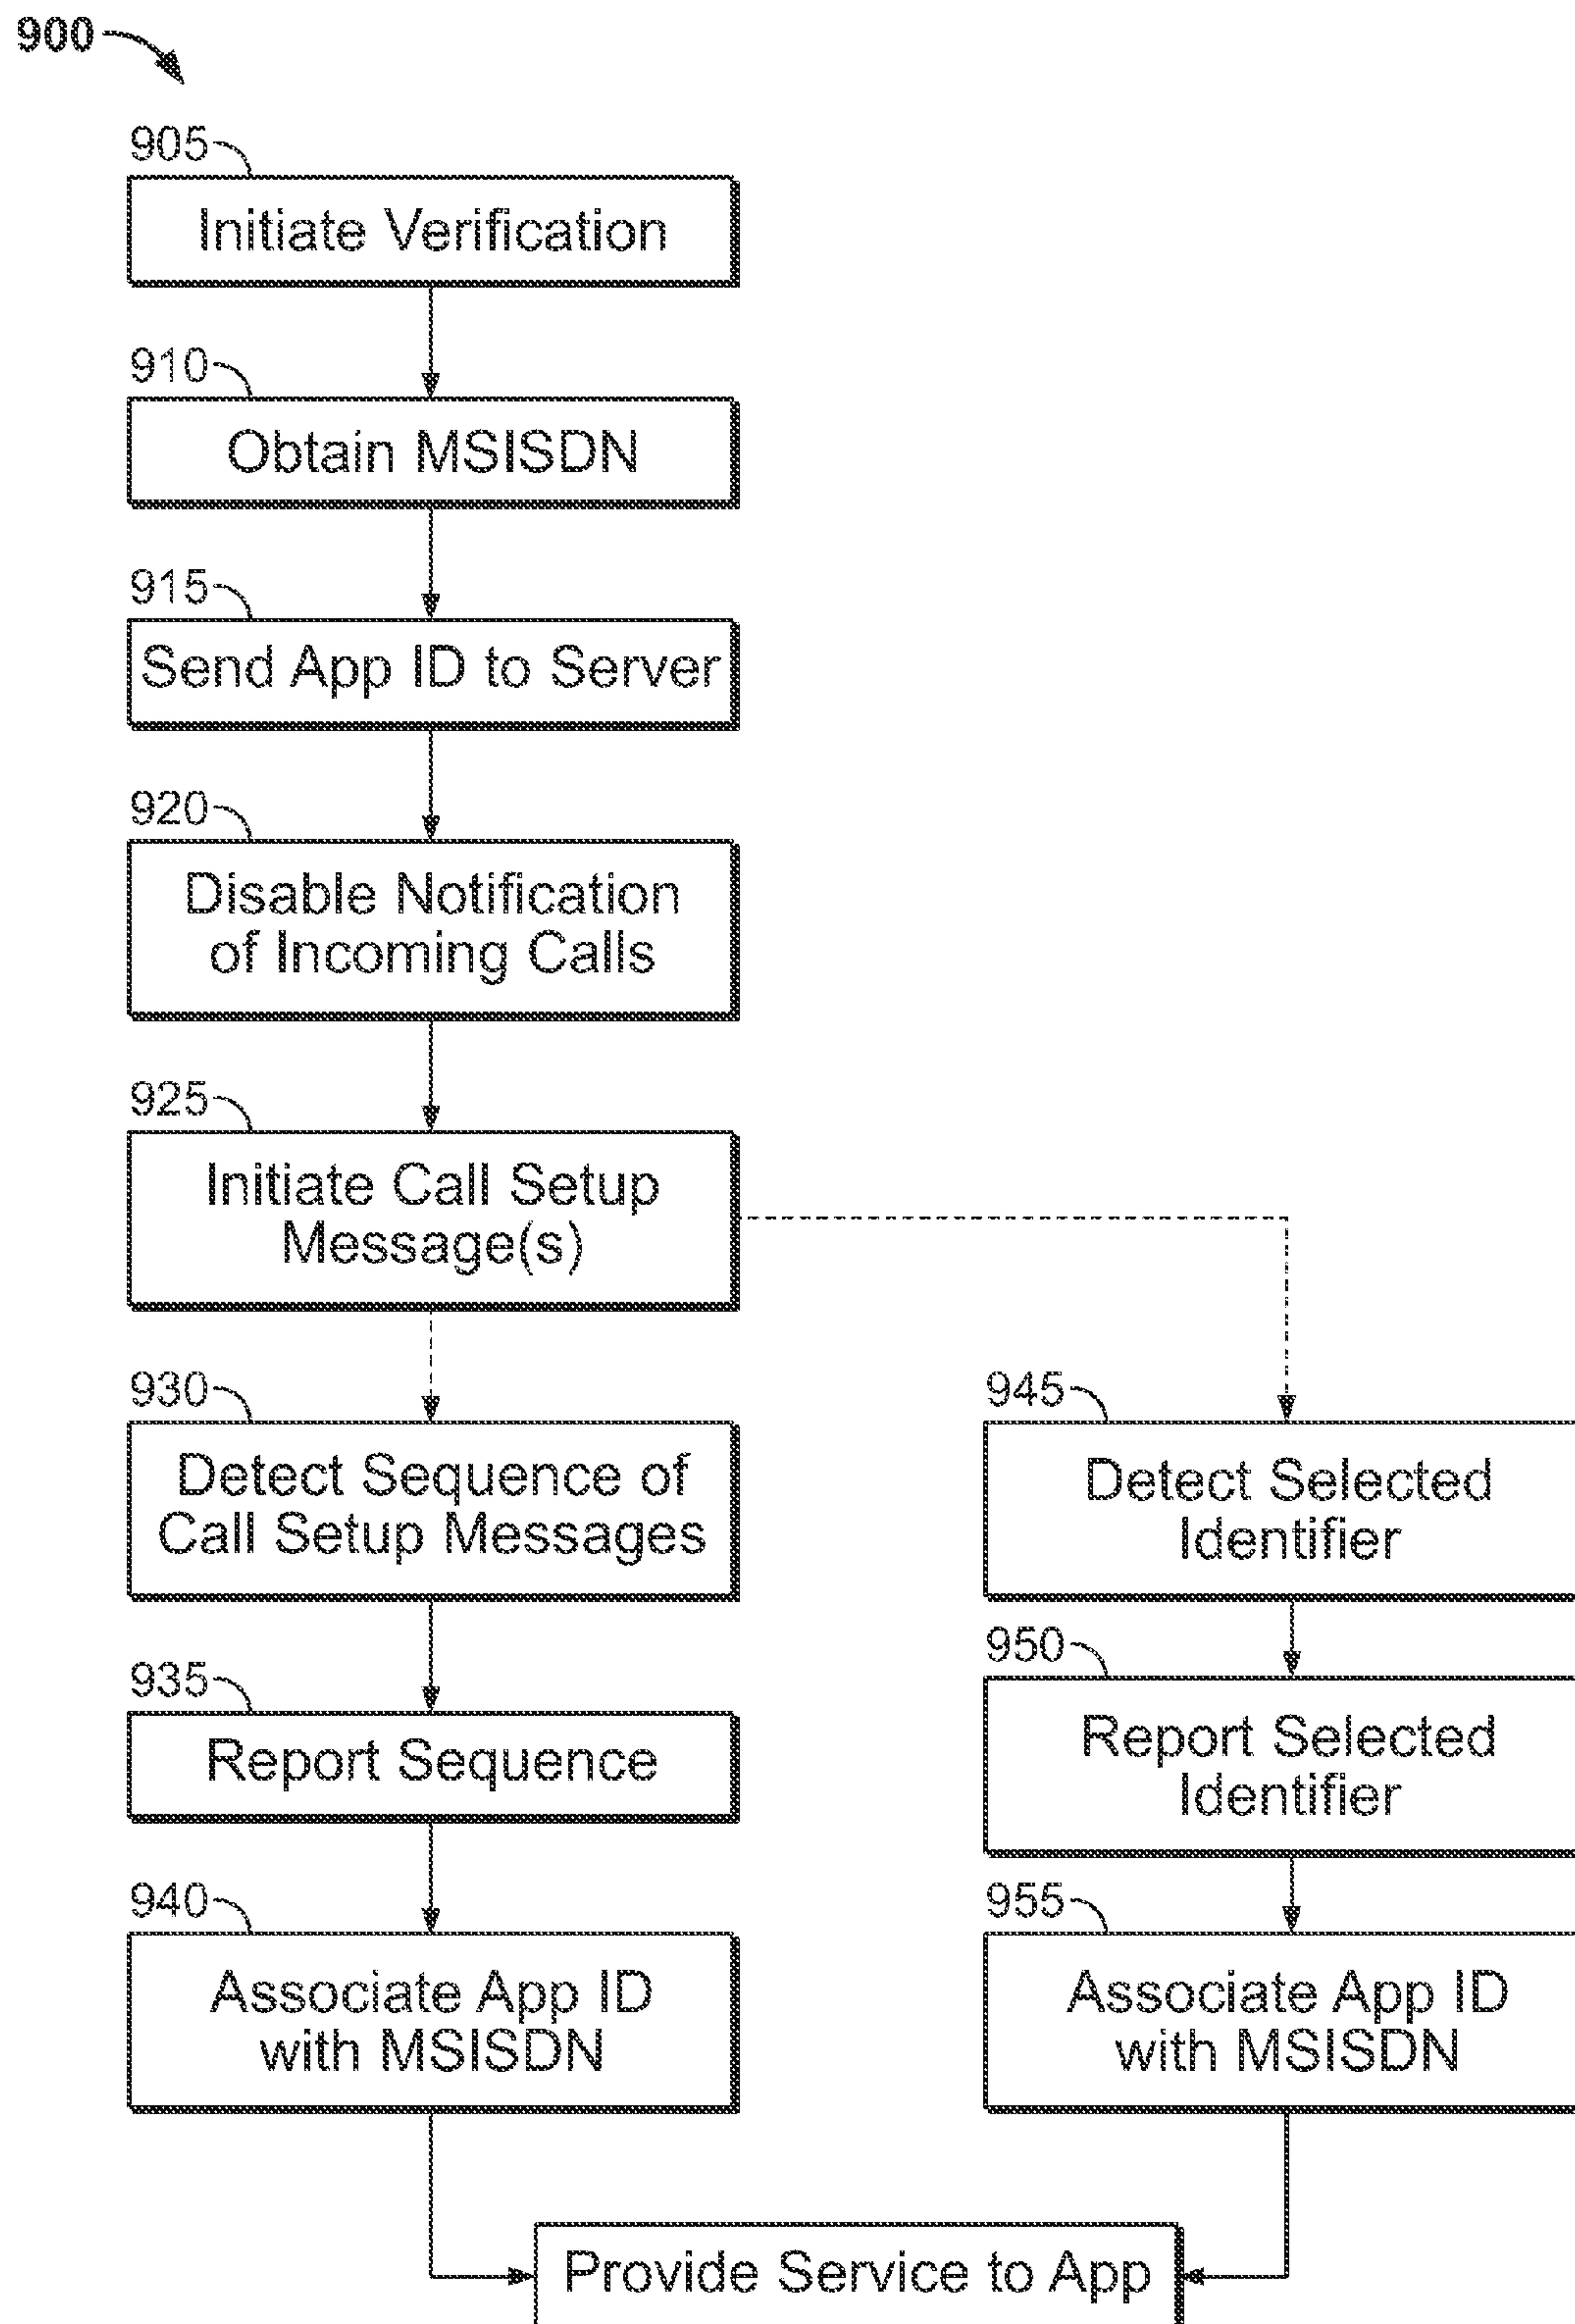 900
905
Initiate Verification
910
Obtain MSISDN
915
Send App ID to Server
920
Disable Notification
of Incoming Calls
925
Initiate Call Setup
Message(s)
930
Detect Sequence of
Call Setup Messages
935
Report Sequence
940
Associate App ID
with MSISDN
945
Detect Selected
Identifier
950
Report Selected
Identifier
955
Associate App ID
with MSISDN
Provide Service to App